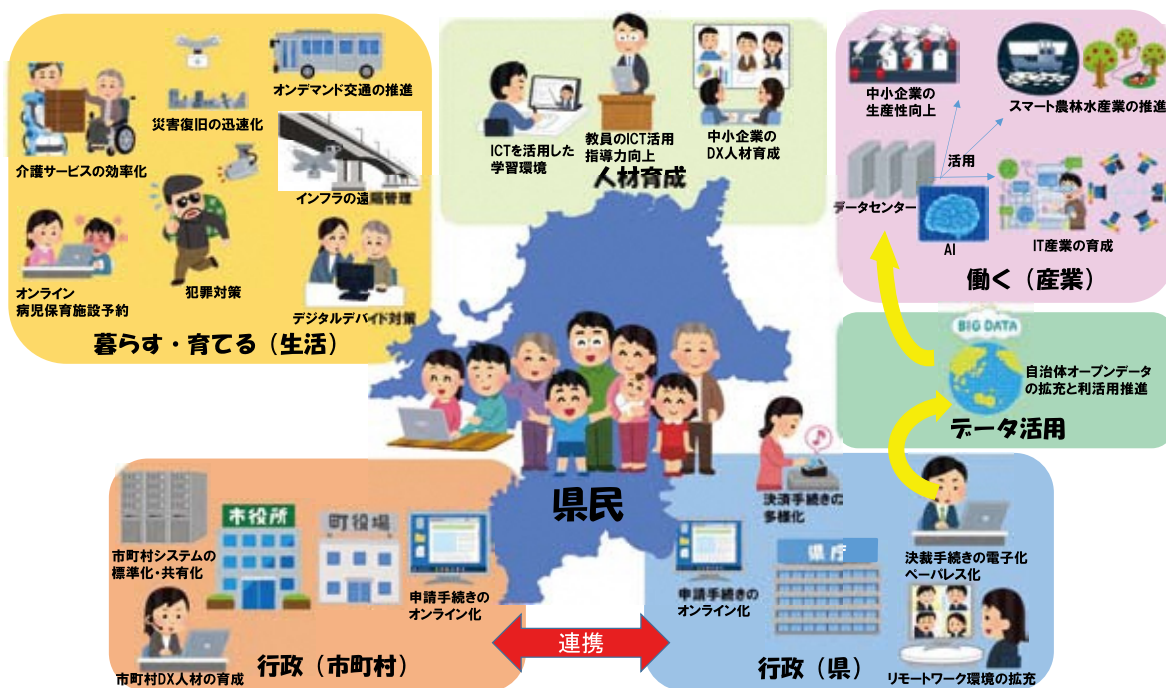 介護サービスの効率化
災害復旧の迅速化
オンデマンド交通の推進
インフラの遠隔管理
オンライン
病児保育施設予約
犯罪対策
デジタルデバイド対策
暮らす・育てる(生活)
ICTを活用した
学習環境
教員のICT活用
指導力向上
中小企業の
DX人材育成
人材育成
中小企業の
生産性向上
スマート農林水産業の推進
活用
データセンター
AI
IT産業の育成
働く(産業)
BIG DATA
自治体オープンデータ
の拡充と利活用推進
データ活用
県民
市町村システムの
標準化・共有化
市役所
町役場
申請手続きの
オンライン化
市町村DX人材の育成
行政(市町村)
連携
決済手続きの
多様化
申請手続きの
オンライン化
県庁
決裁手続きの電子化
ペーパレス化
リモートワーク環境の拡充
行政(県)